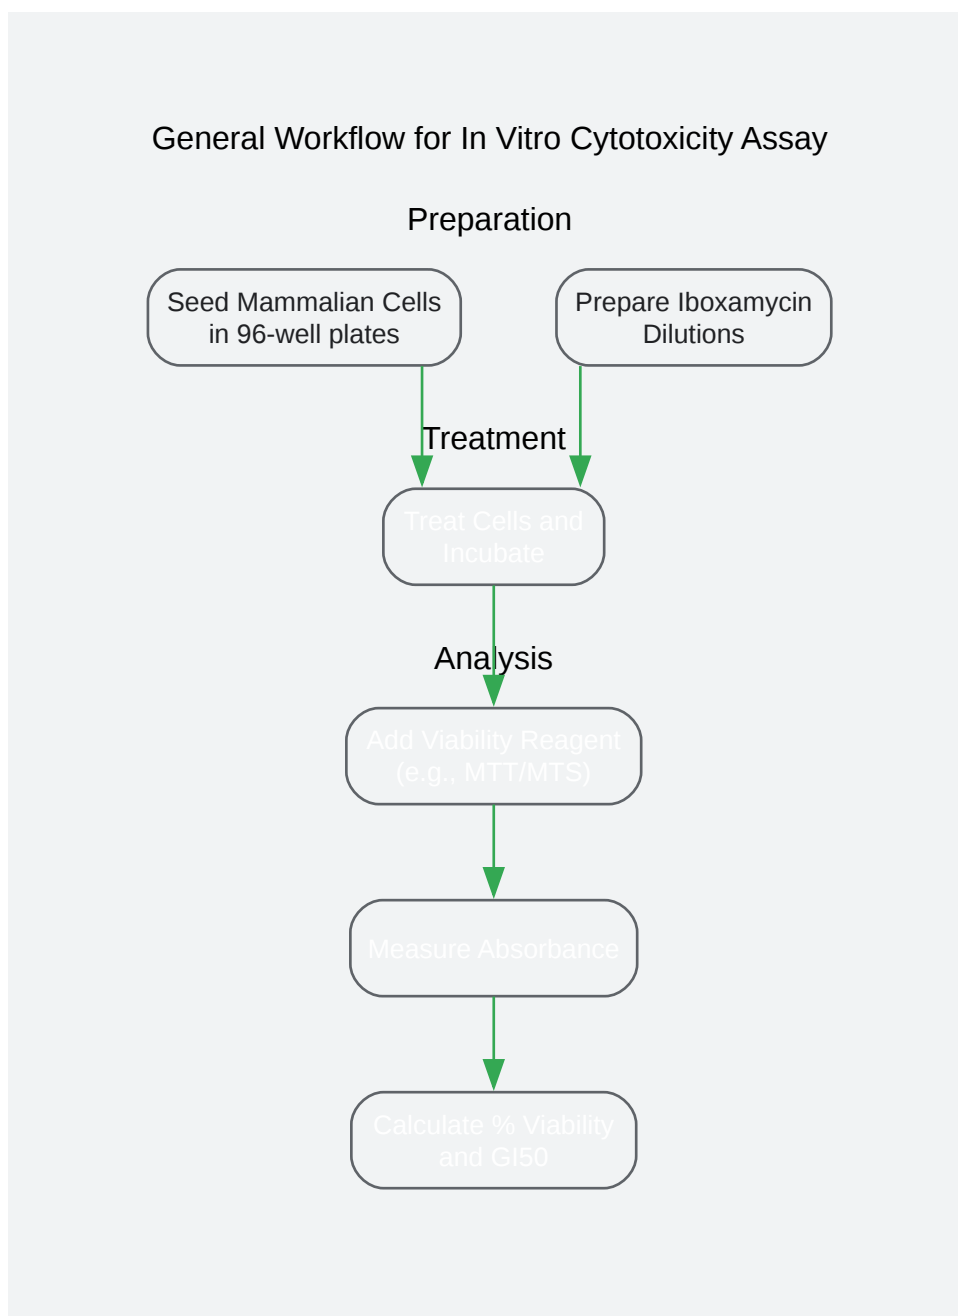 General Workflow for In Vitro Cytotoxicity Assay
Preparation
Seed Mammalian Cells
in 96-well plates
Prepare Iboxamycin
Dilutions
Treatment
Treat Cells and
Incubate
Analysis
Add Viability Reagent
(e.g., MTT/MTS)
Measure Absorbance
Calculate % Viability
and GI50